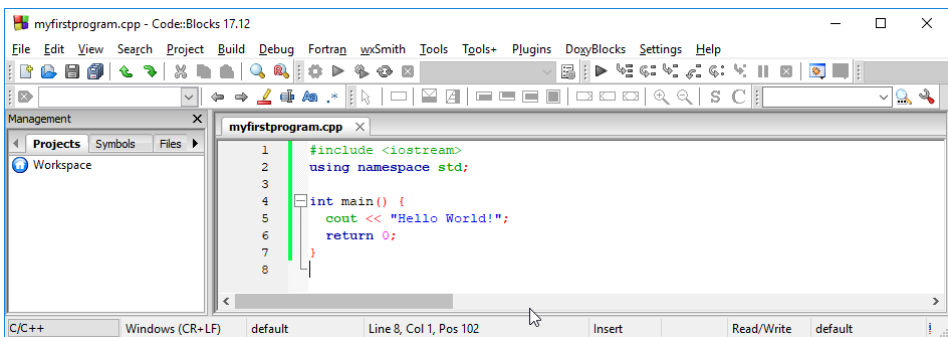 myfirstprogram.cpp - Code::Blocks 17.12
File Edit View Search Project Build Debug Fortran wxSmith Tools Tools+ Plugins DoxyBlocks Settings Help
S C
Management
Projects Symbols Files
Workspace
myfirstprogram.cpp
1 #include <iostream>
2 using namespace std;
3
4 int main() {
5 cout << "Hello World!";
6 return 0;
7 }
8
C/C++ Windows (CR+LF) default Line 8, Col 1, Pos 102 Insert Read/Write default